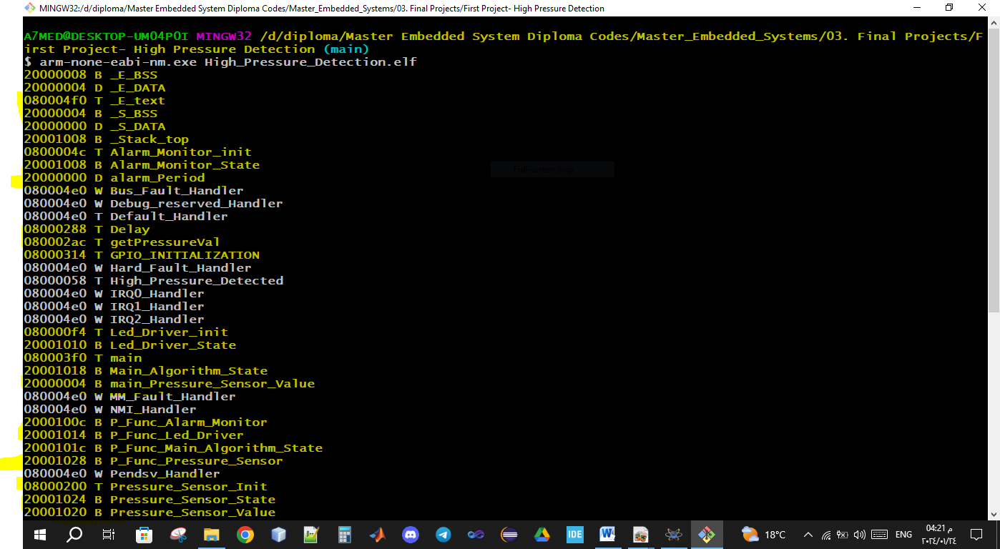 MINGW32:/d/diploma/Master Embedded System Diploma Codes/Master_Embedded_Systems/03. Final Projects/First Project- High Pressure Detection
A7MED@DESKTOP-UM04P0I MINGW32 /d/diploma/Master Embedded System Diploma Codes/Master_Embedded_Systems/03. Final Projects/F
irst Project- High Pressure Detection (main)
$ arm-none-eabi-nm.exe High_Pressure_Detection.elf
20000008 B _E_BSS
20000004 D _E_DATA
080004f0 T _E_text
20000004 B _S_BSS
20000000 D _S_DATA
20001008 B _Stack_top
0800004c T Alarm_Monitor_init
20001008 B Alarm_Monitor_State
20000000 D alarm_Period
080004e0 W Bus_Fault_Handler
080004e0 W Debug_reserved_Handler
080004e0 T Default_Handler
08000288 T Delay
080002ac T getPressureVal
08000314 T GPIO_INITIALIZATION
080004e0 W Hard_Fault_Handler
08000058 T High_Pressure_Detected
080004e0 W IRQ0_Handler
080004e0 W IRQ1_Handler
080004e0 W IRQ2_Handler
080000f4 T Led_Driver_init
20001010 B Led_Driver_State
080003f0 T main
20001018 B Main_Algorithm_State
20000004 B main_Pressure_Sensor_Value
080004e0 W MM_Fault_Handler
080004e0 W NMI_Handler
2000100c B P_Func_Alarm_Monitor
20001014 B P_Func_Led_Driver
2000101c B P_Func_Main_Algorithm_State
20001028 B P_Func_Pressure_Sensor
080004e0 W Pendsv_Handler
08000200 T Pressure_Sensor_Init
20001024 B Pressure_Sensor_State
20001020 B Pressure_Sensor_Value
Full-screen Snip
IDE
18°C
ENG
04:21 م
٢٠٢٤/٠١/٢٤